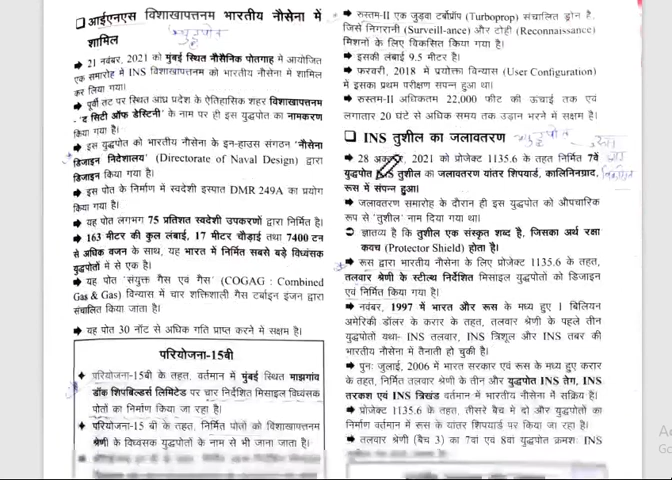 ❑ आईएनएस विशाखापत्तनम भारतीय नौसेना में
शामिल
➡ 21 नवंबर, 2021 को मुंबई स्थित नौसैनिक पोतगाह में आयोजित
एक समारोह में INS विशाखापत्तनम को भारतीय नौसेना में शामिल
कर लिया गया।
➡ पूर्वी तट पर स्थित आंध्र प्रदेश के ऐतिहासिक शहर विशाखापत्तनम
- 'द सिटी ऑफ डेस्टिनी' के नाम पर ही इस युद्धपोत का नामकरण
किया गया है।
➡ इस युद्धपोत को भारतीय नौसेना के इन-हाउस संगठन 'नौसेना
डिजाइन निदेशालय' (Directorate of Naval Design) द्वारा
डिजाइन किया गया है।
➡ इस पोत के निर्माण में स्वदेशी इस्पात DMR 249A का प्रयोग
किया गया है।
➡ यह पोत लगभग 75 प्रतिशत स्वदेशी उपकरणों द्वारा निर्मित है।
➡ 163 मीटर की कुल लंबाई, 17 मीटर चौड़ाई तथा 7400 टन
से अधिक वजन के साथ, यह भारत में निर्मित सबसे बड़े विध्वंसक
युद्धपोतों में से एक है।
➡ यह पोत 'संयुक्त गैस एवं गैस' (COGAG : Combined
Gas & Gas) विन्यास में चार शक्तिशाली गैस टर्बाइन इंजन द्वारा
संचालित किया जाता है।
➡ यह पोत 30 नॉट से अधिक गति प्राप्त करने में सक्षम है।
परियोजना-15बी
✦ परियोजना-15बी के तहत, वर्तमान में मुंबई स्थित माझगांव
डॉक शिपबिल्डर्स लिमिटेड पर चार निर्देशित मिसाइल विध्वंसक
पोतों का निर्माण किया जा रहा है।
✦ परियोजना-15 बी के तहत, निर्मित पोतों को विशाखापत्तनम
श्रेणी के विध्वंसक युद्धपोतों के नाम से भी जाना जाता है।
➡ रुस्तम-II एक जुड़वा टर्बोप्रॉप (Turboprop) संचालित ड्रोन है,
जिसे निगरानी (Surveill-ance) और टोही (Reconnaissance)
मिशनों के लिए विकसित किया गया है।
➡ इसकी लंबाई 9.5 मीटर है।
➡ फरवरी, 2018 में प्रयोक्ता विन्यास (User Configuration)
में इसका प्रथम परीक्षण संपन्न हुआ था।
➡ रुस्तम-II अधिकतम 22,000 फीट की ऊंचाई तक एवं
लगातार 20 घंटे से अधिक समय तक उड़ान भरने में सक्षम है।
❑ INS तुशील का जलावतरण
➡ 28 अक्टूबर, 2021 को प्रोजेक्ट 1135.6 के तहत निर्मित 7वें
युद्धपोत INS तुशील का जलावतरण यांतर शिपयार्ड, कालिनिनग्राद,
रूस में संपन्न हुआ।
➡ जलावतरण समारोह के दौरान ही इस युद्धपोत को औपचारिक
रूप से 'तुशील' नाम दिया गया था।
➲ ज्ञातव्य है कि तुशील एक संस्कृत शब्द है, जिसका अर्थ रक्षा
कवच (Protector Shield) होता है।
➡ रूस द्वारा भारतीय नौसेना के लिए प्रोजेक्ट 1135.6 के तहत,
तलवार श्रेणी के स्टील्थ निर्देशित मिसाइल युद्धपोतों को डिजाइन
एवं निर्मित किया गया है।
➡ नवंबर, 1997 में भारत और रूस के मध्य हुए 1 बिलियन
अमेरिकी डॉलर के करार के तहत, तलवार श्रेणी के पहले तीन
युद्धपोतों यथा- INS तलवार, INS त्रिशूल और INS तबर की
भारतीय नौसेना में तैनाती हो चुकी है।
➡ पुनः जुलाई, 2006 में भारत सरकार एवं रूस के मध्य हुए करार
के तहत, निर्मित तलवार श्रेणी के तीन और युद्धपोत INS तेग, INS
तरकश एवं INS त्रिखंड वर्तमान में भारतीय नौसेना में सक्रिय हैं।
➡ प्रोजेक्ट 1135.6 के तहत, तीसरे बैच में दो और युद्धपोतों का
निर्माण वर्तमान में रूस के यांतर शिपयार्ड पर किया जा रहा है।
➡ तलवार श्रेणी (बैच 3) का 7वां एवं 8वां युद्धपोत क्रमशः INS